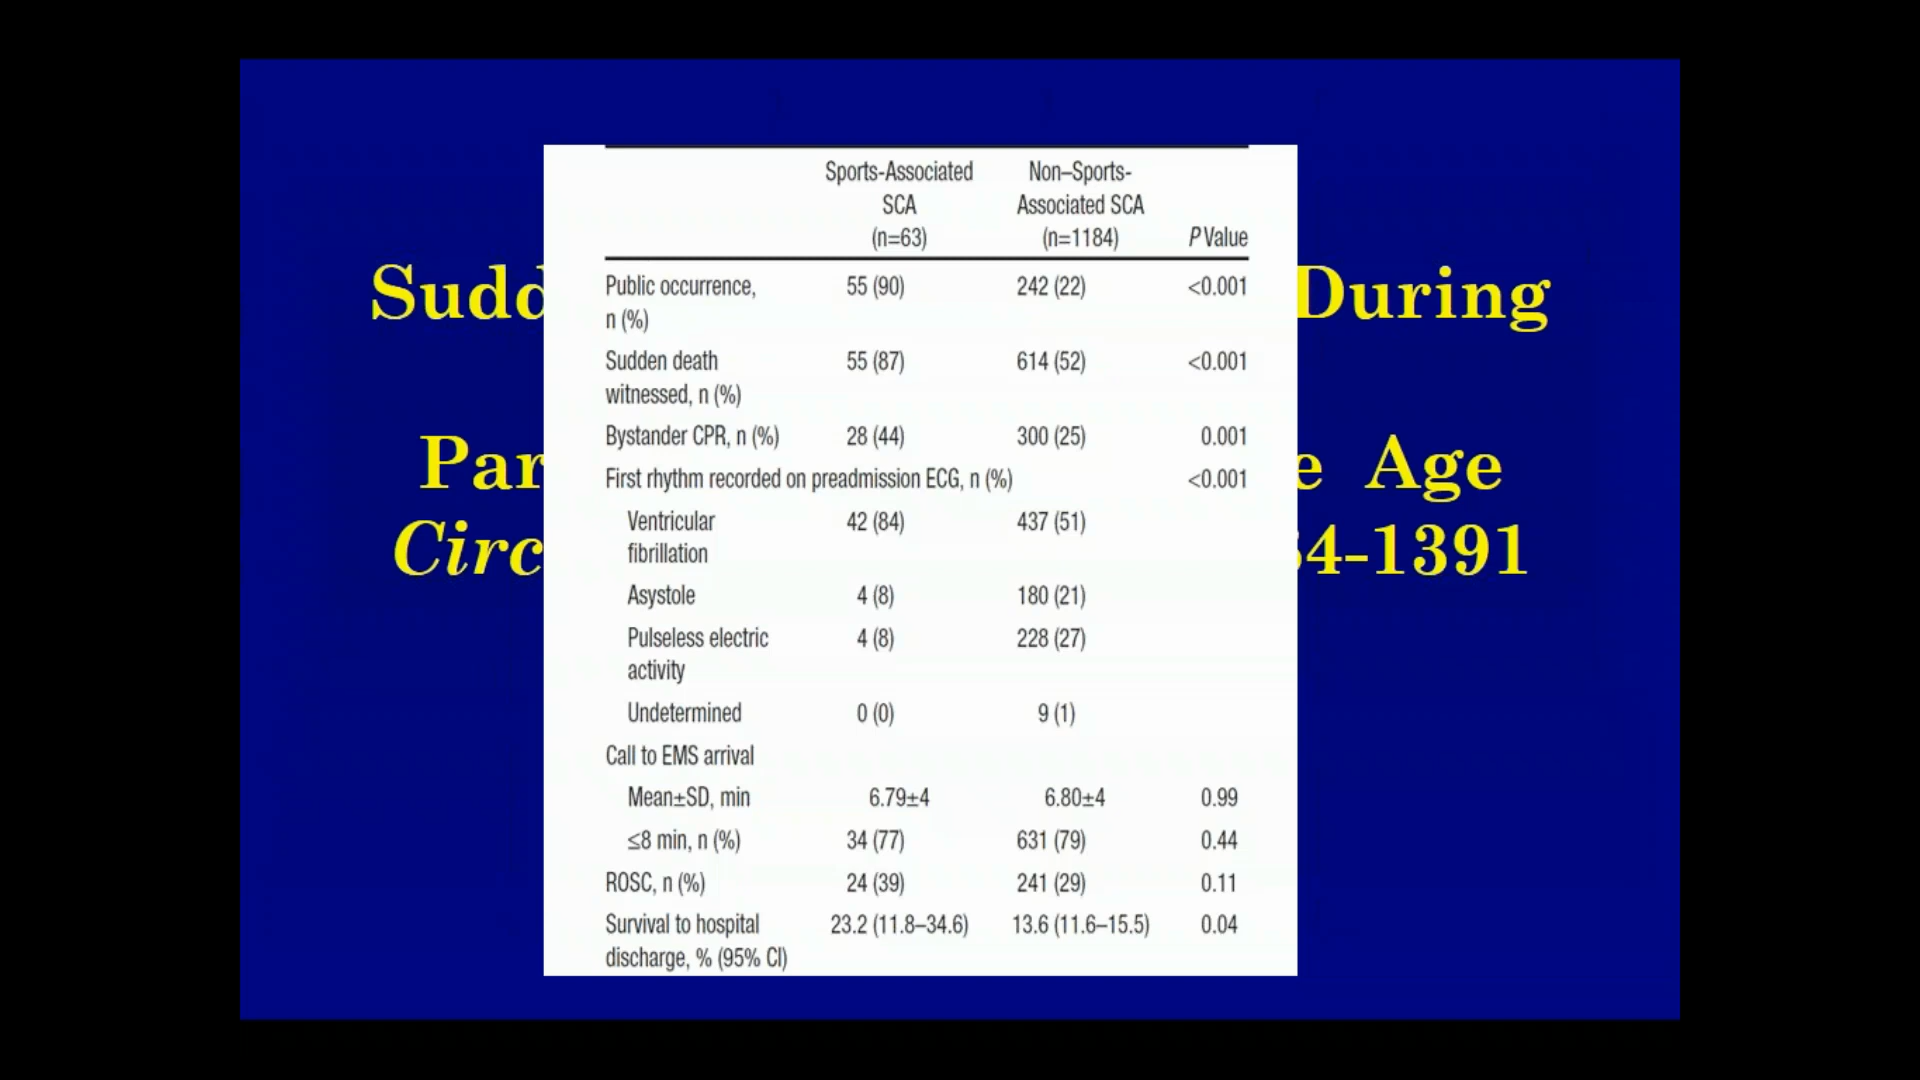 Sports-Associated SCA (n=63) Non–Sports-Associated SCA (n=1184) P Value
Public occurrence, n (%) 55 (90) 242 (22) <0.001
Sudden death witnessed, n (%) 55 (87) 614 (52) <0.001
Bystander CPR, n (%) 28 (44) 300 (25) 0.001
First rhythm recorded on preadmission ECG, n (%) <0.001
Ventricular fibrillation 42 (84) 437 (51)
Asystole 4 (8) 180 (21)
Pulseless electric activity 4 (8) 228 (27)
Undetermined 0 (0) 9 (1)
Call to EMS arrival
Mean±SD, min 6.79±4 6.80±4 0.99
≤8 min, n (%) 34 (77) 631 (79) 0.44
ROSC, n (%) 24 (39) 241 (29) 0.11
Survival to hospital discharge, % (95% CI) 23.2 (11.8–34.6) 13.6 (11.6–15.5) 0.04
During
Age
4-1391